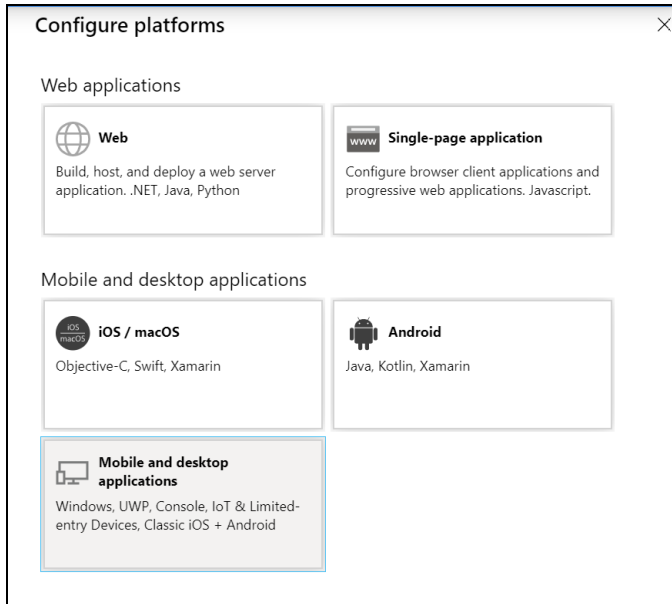 Configure platforms
Web applications
Web
Build, host, and deploy a web server
application. .NET, Java, Python
www
Single-page application
Configure browser client applications and
progressive web applications. Javascript.
Mobile and desktop applications
iOS
macOS
iOS / macOS
Objective-C, Swift, Xamarin
Android
Java, Kotlin, Xamarin
Mobile and desktop
applications
Windows, UWP, Console, IoT & Limited-
entry Devices, Classic iOS + Android